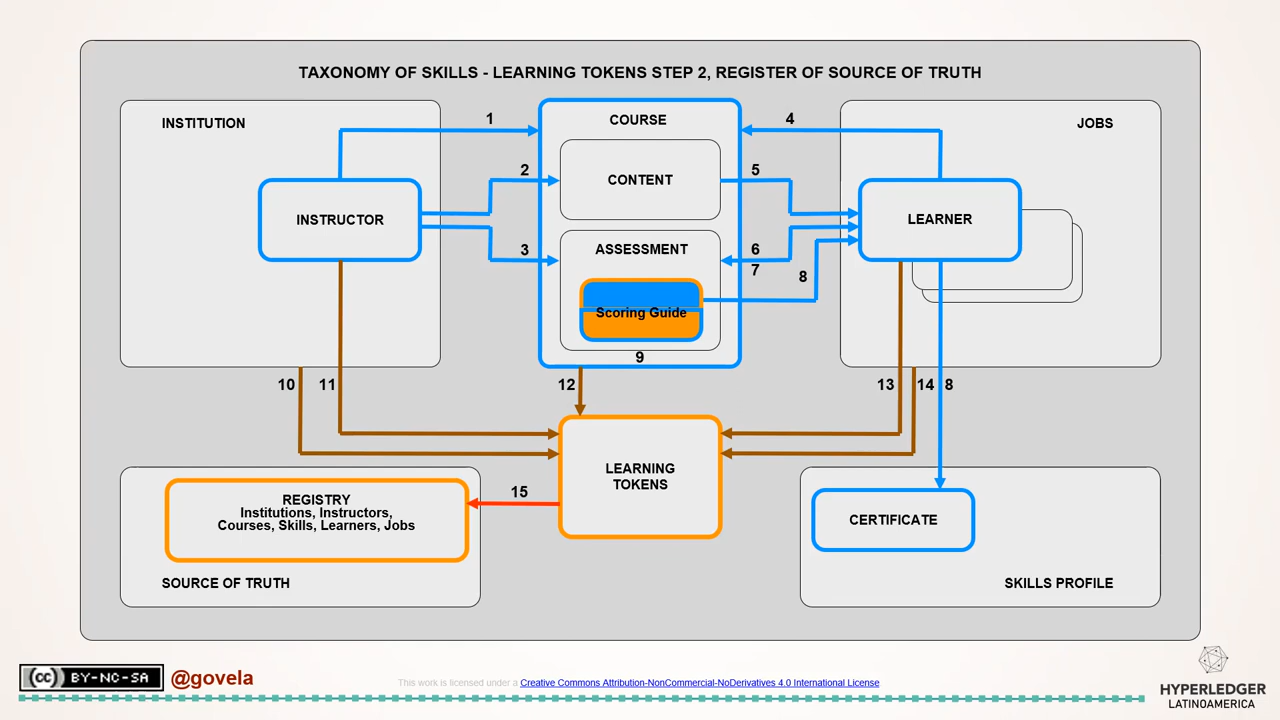 TAXONOMY OF SKILLS - LEARNING TOKENS STEP 2, REGISTER OF SOURCE OF TRUTH
INSTITUTION
1
COURSE
4
JOBS
2
CONTENT
5
INSTRUCTOR
LEARNER
3
ASSESSMENT
6
7
8
Scoring Guide
9
10
11
12
13
14
8
LEARNING
TOKENS
15
REGISTRY
Institutions, Instructors,
Courses, Skills, Learners, Jobs
CERTIFICATE
SOURCE OF TRUTH
SKILLS PROFILE
cc BY-NC-SA
@govela
This work is licensed under a Creative Commons Attribution-NonCommercial-NoDerivatives 4.0 International License
HYPERLEDGER
LATINOAMERICA